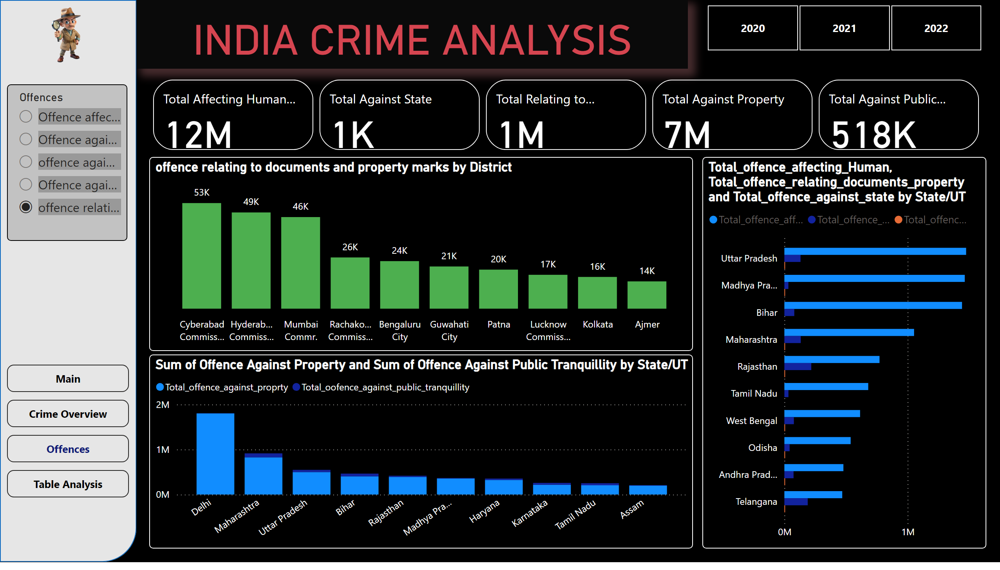 INDIA CRIME ANALYSIS
2020
2021
2022
Offences
Offence affec...
Offence agai...
offence agai...
Offence agai...
offence relati...
Main
Crime Overview
Offences
Table Analysis
Total Affecting Human...
12M
Total Against State
1K
Total Relating to...
1M
Total Against Property
7M
Total Against Public...
518K
offence relating to documents and property marks by District
53K
49K
46K
26K
24K
21K
20K
17K
16K
14K
Cyberabad Commiss...
Hyderab... Commiss...
Mumbai Commr.
Rachako... Commiss...
Bengaluru City
Guwahati City
Patna
Lucknow Commiss...
Kolkata
Ajmer
Sum of Offence Against Property and Sum of Offence Against Public Tranquillity by State/UT
Total_offence_against_proprty
Total_oofence_against_public_tranquillity
2M
1M
0M
Delhi
Maharashtra
Uttar Pradesh
Bihar
Rajasthan
Madhya Pra...
Haryana
Karnataka
Tamil Nadu
Assam
Total_offence_affecting_Human,
Total_offence_relating_documents_property
and Total_offence_against_state by State/UT
Total_offence_aff...
Total_offence_...
Total_offenc...
Uttar Pradesh
Madhya Pra...
Bihar
Maharashtra
Rajasthan
Tamil Nadu
West Bengal
Odisha
Andhra Prad...
Telangana
0M
1M